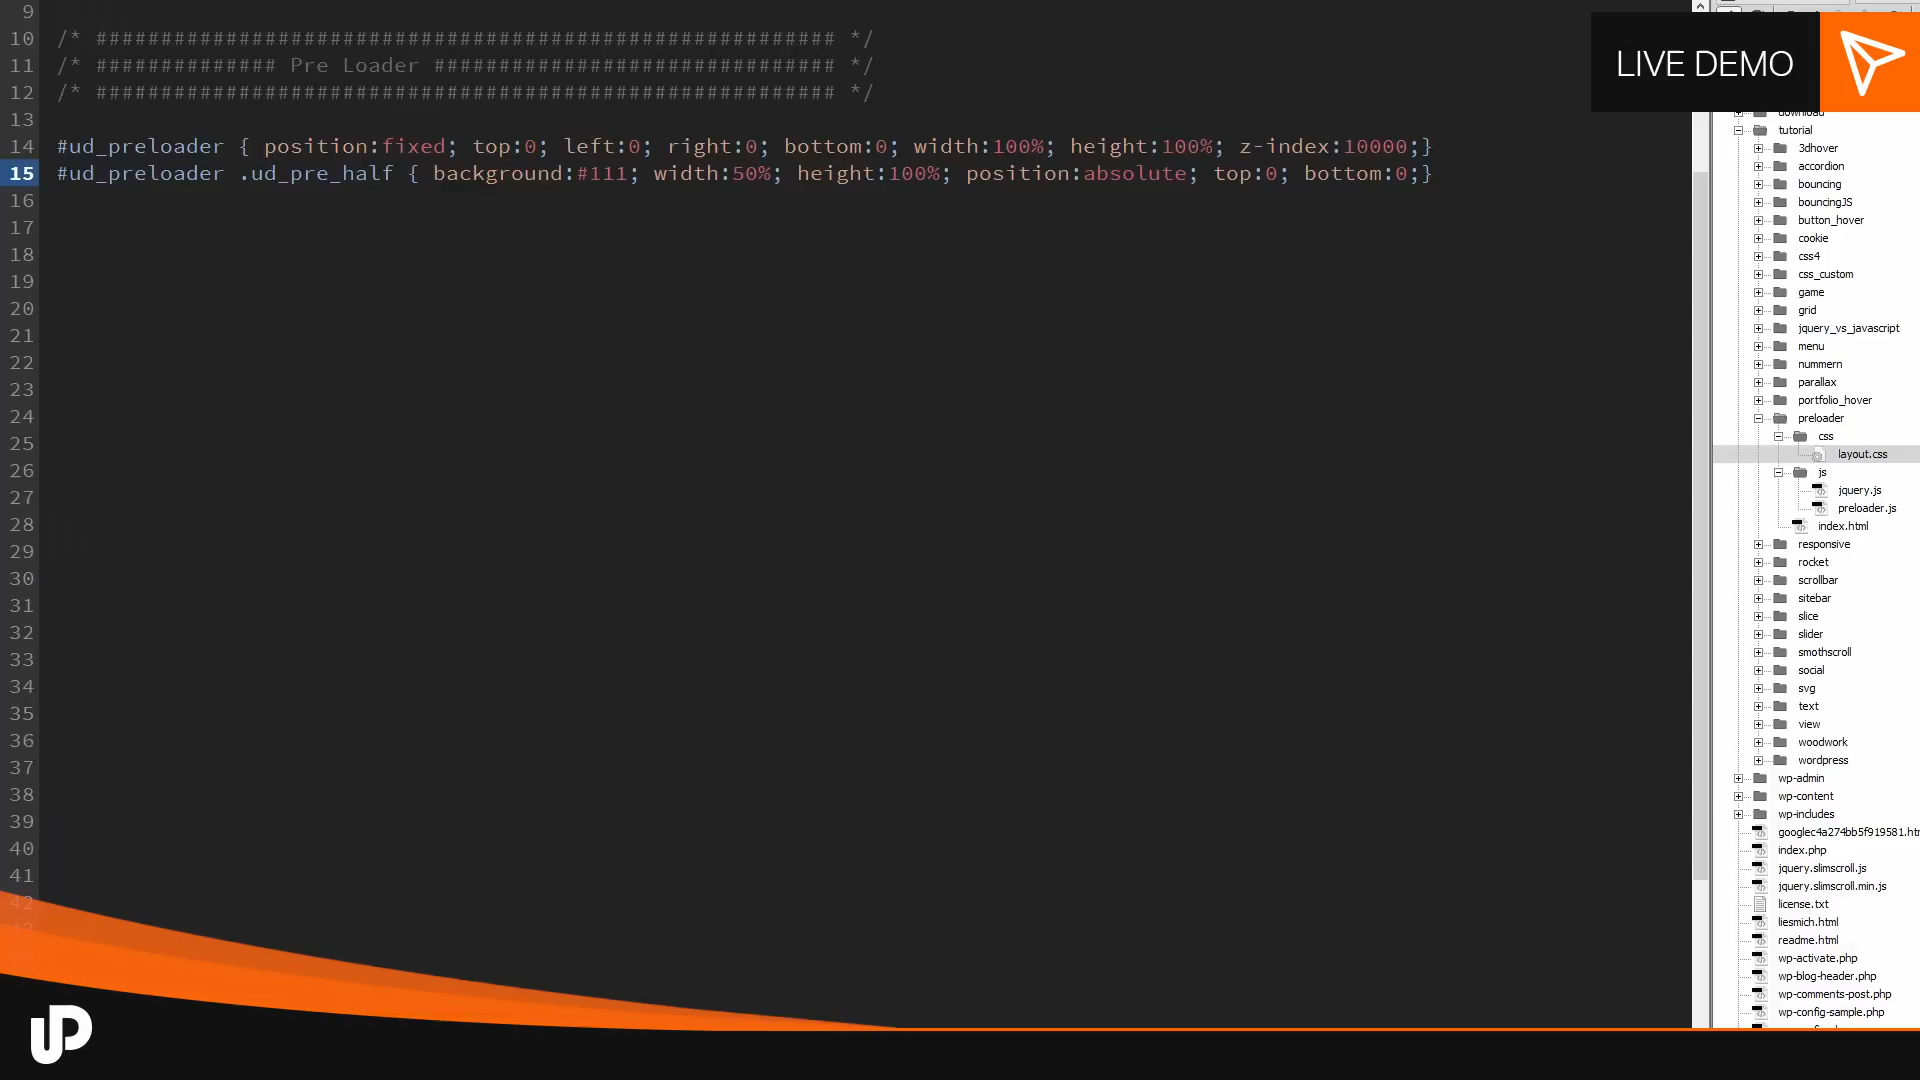 9
10 /* ######################################################### */
11 /* ############## Pre Loader ############################### */
12 /* ######################################################### */
13
14 #ud_preloader { position:fixed; top:0; left:0; right:0; bottom:0; width:100%; height:100%; z-index:10000;}
15 #ud_preloader .ud_pre_half { background:#111; width:50%; height:100%; position:absolute; top:0; bottom:0;}
16
17
18
19
20
21
22
23
24
25
26
27
28
29
30
31
32
33
34
35
36
37
38
39
40
41
42
LIVE DEMO
download
tutorial
3dhover
accordion
bouncing
bouncingJS
button_hover
cookie
css4
css_custom
game
grid
jquery_vs_javascript
menu
nummern
parallax
portfolio_hover
preloader
css
layout.css
js
jquery.js
preloader.js
index.html
responsive
rocket
scrollbar
sitebar
slice
slider
smothscroll
social
svg
text
view
woodwork
wordpress
wp-admin
wp-content
wp-includes
googlec4a274bb5f919581.htm
index.php
jquery.slimscroll.js
jquery.slimscroll.min.js
license.txt
liesmich.html
readme.html
wp-activate.php
wp-blog-header.php
wp-comments-post.php
wp-config-sample.php
UP